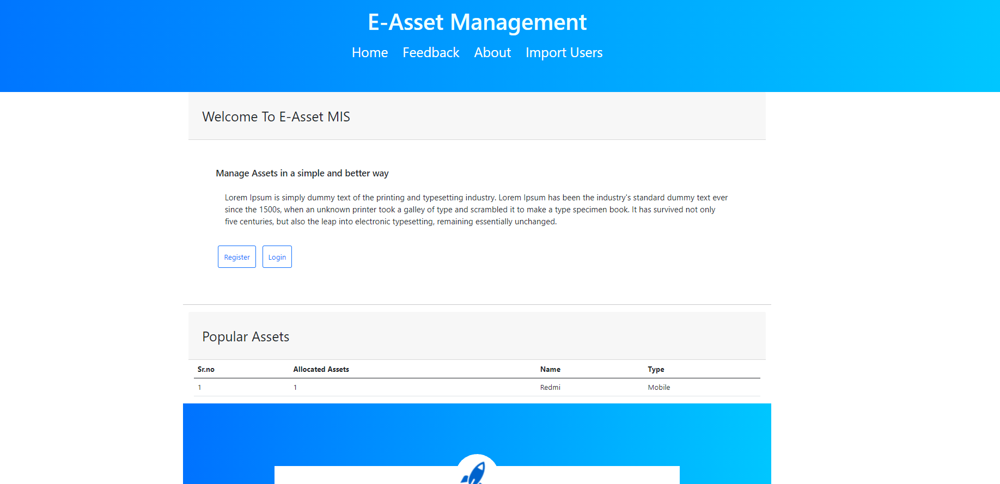 E-Asset Management
Home Feedback About Import Users
Welcome To E-Asset MIS
Manage Assets in a simple and better way
Lorem Ipsum is simply dummy text of the printing and typesetting industry. Lorem Ipsum has been the industry's standard dummy text ever
since the 1500s, when an unknown printer took a galley of type and scrambled it to make a type specimen book. It has survived not only
five centuries, but also the leap into electronic typesetting, remaining essentially unchanged.
Register Login
Popular Assets
Sr.no Allocated Assets Name Type
1 1 Redmi Mobile